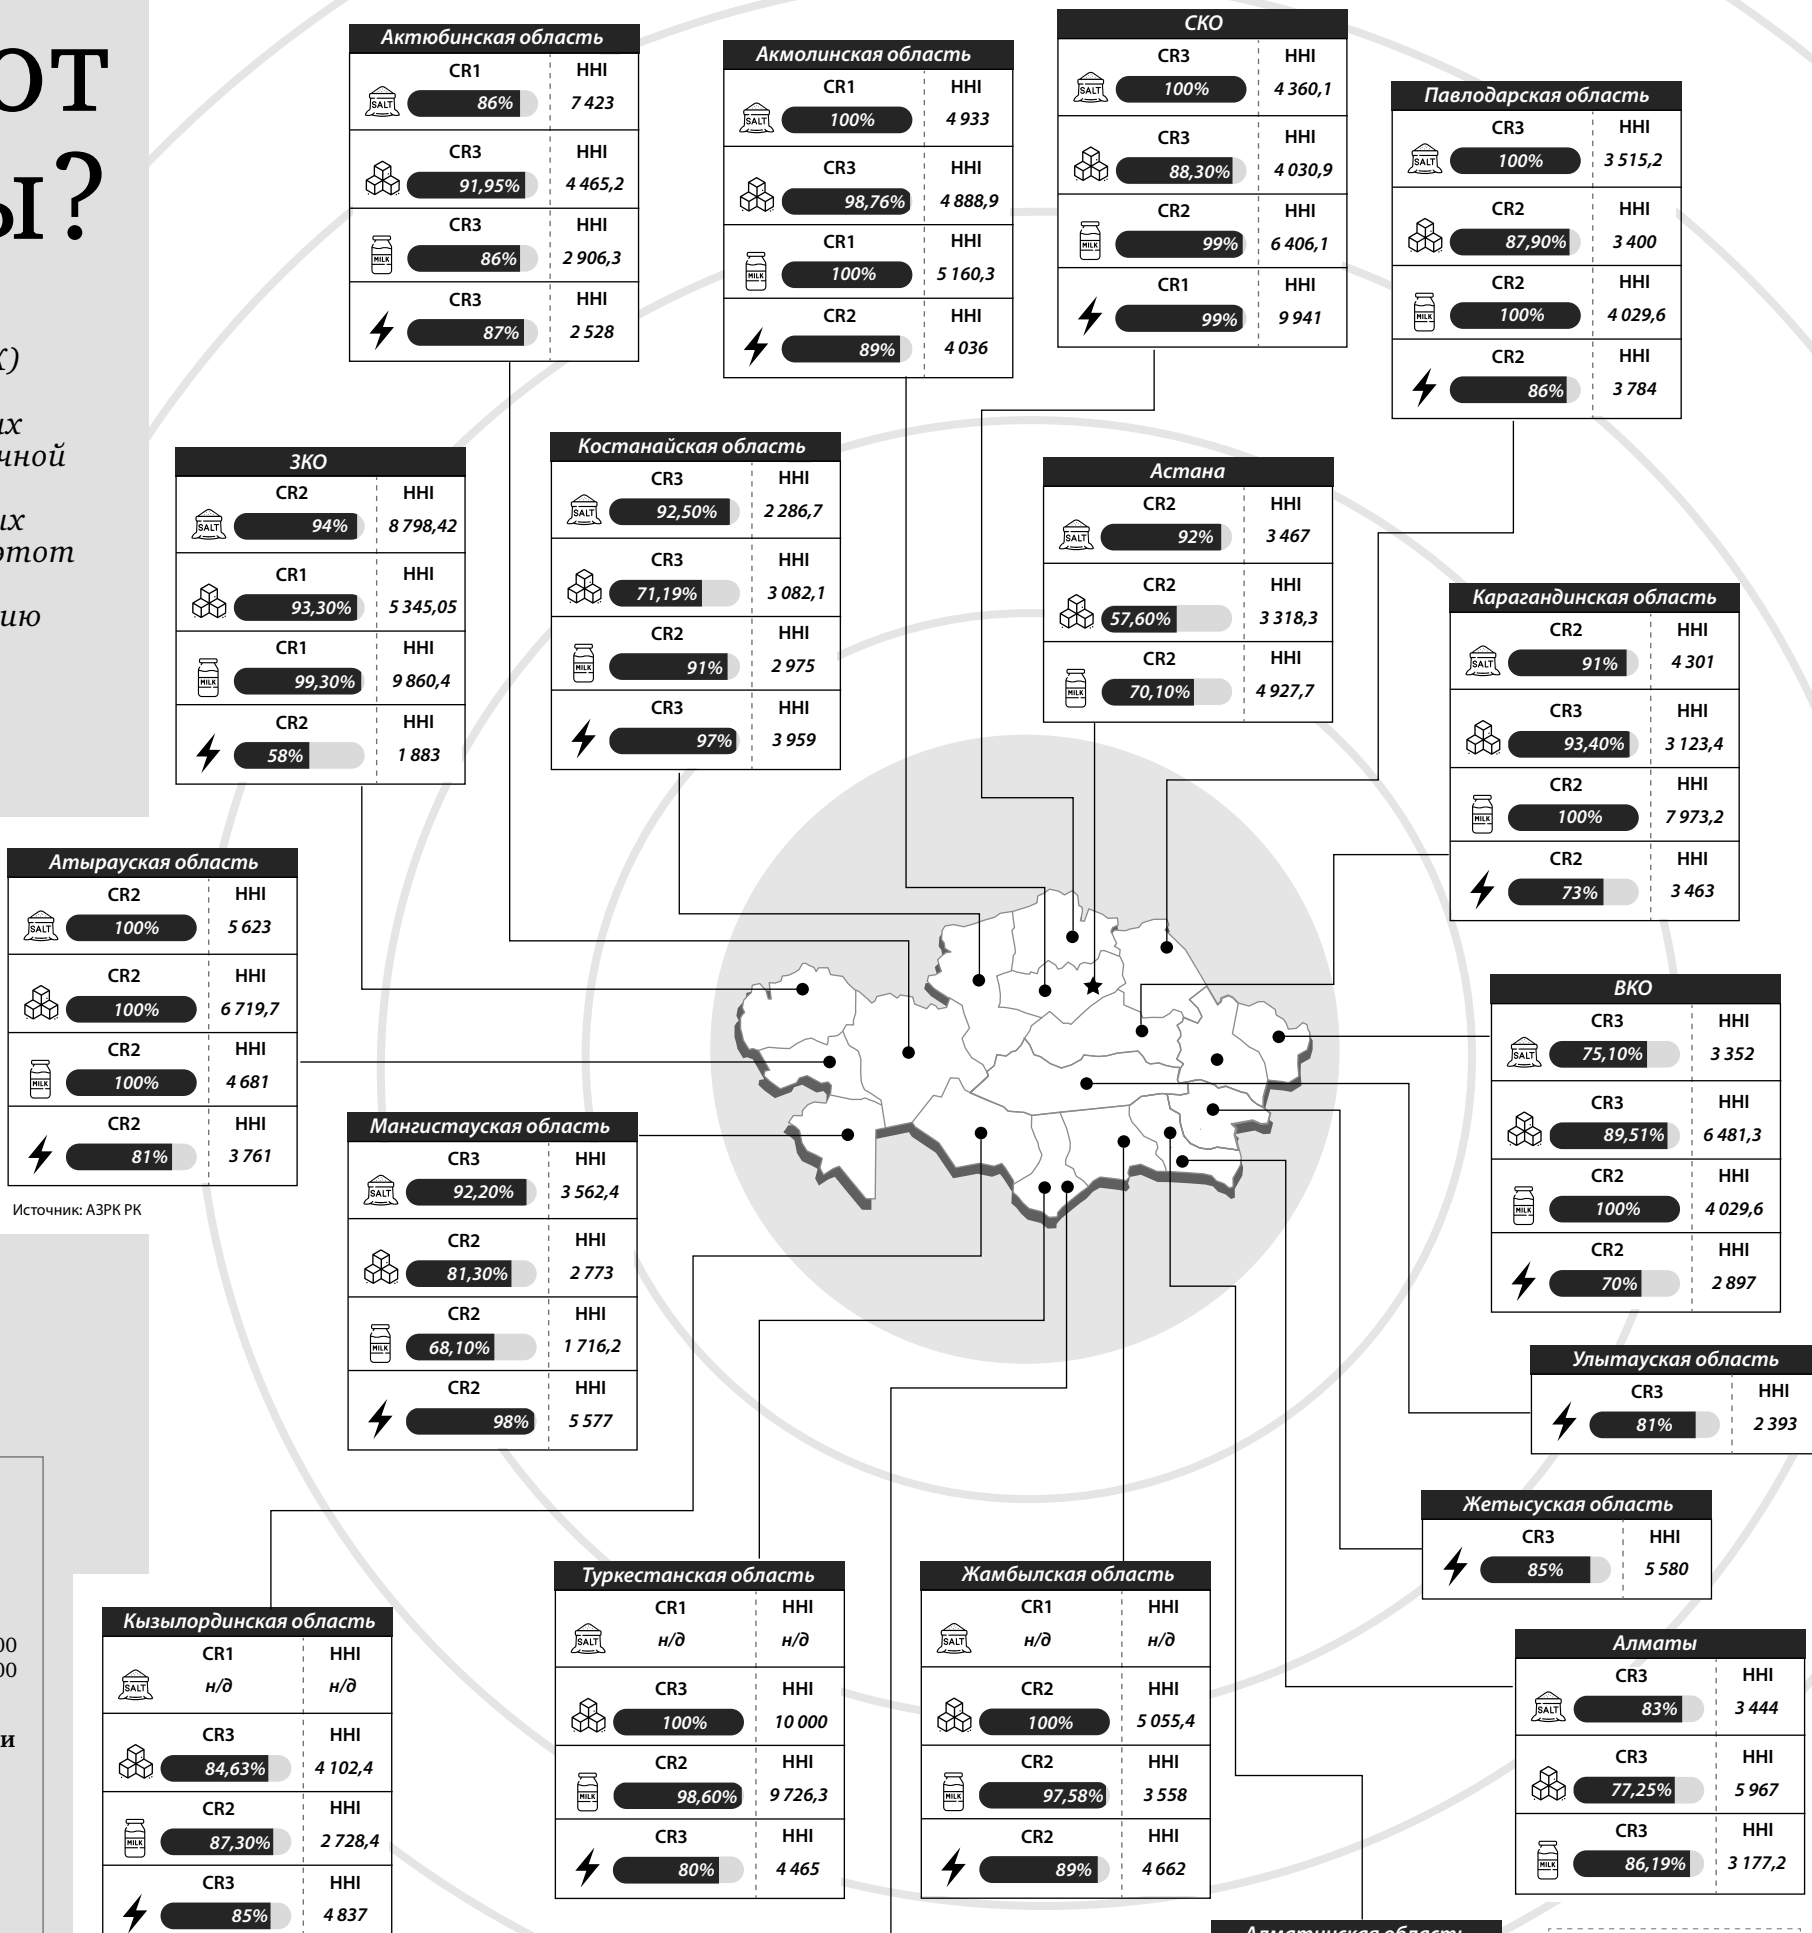 от
ы?
К)
их
чной
их
этот
ию
Актюбинская область
CR1 HHI
SALT 86% 7 423
CR3 HHI
91,95% 4 465,2
CR3 HHI
MILK 86% 2 906,3
CR3 HHI
87% 2 528
Акмолинская область
CR1 HHI
SALT 100% 4 933
CR3 HHI
98,76% 4 888,9
CR1 HHI
MILK 100% 5 160,3
CR2 HHI
89% 4 036
СКО
CR3 HHI
SALT 100% 4 360,1
CR3 HHI
88,30% 4 030,9
CR2 HHI
MILK 99% 6 406,1
CR1 HHI
99% 9 941
Павлодарская область
CR3 HHI
SALT 100% 3 515,2
CR2 HHI
87,90% 3 400
CR2 HHI
MILK 100% 4 029,6
CR2 HHI
86% 3 784
ЗКО
CR2 HHI
SALT 94% 8 798,42
CR1 HHI
93,30% 5 345,05
CR1 HHI
MILK 99,30% 9 860,4
CR2 HHI
58% 1 883
Костанайская область
CR3 HHI
SALT 92,50% 2 286,7
CR3 HHI
71,19% 3 082,1
CR2 HHI
MILK 91% 2 975
CR3 HHI
97% 3 959
Астана
CR2 HHI
SALT 92% 3 467
CR2 HHI
57,60% 3 318,3
CR2 HHI
MILK 70,10% 4 927,7
Карагандинская область
CR2 HHI
SALT 91% 4 301
CR3 HHI
93,40% 3 123,4
CR2 HHI
MILK 100% 7 973,2
CR2 HHI
73% 3 463
Атырауская область
CR2 HHI
SALT 100% 5 623
CR2 HHI
100% 6 719,7
CR2 HHI
MILK 100% 4 681
CR2 HHI
81% 3 761
Источник: АЗРК РК
ВКО
CR3 HHI
SALT 75,10% 3 352
CR3 HHI
89,51% 6 481,3
CR2 HHI
MILK 100% 4 029,6
CR2 HHI
70% 2 897
Мангистауская область
CR3 HHI
SALT 92,20% 3 562,4
CR2 HHI
81,30% 2 773
CR2 HHI
MILK 68,10% 1 716,2
CR2 HHI
98% 5 577
Улытауская область
CR3 HHI
81% 2 393
Жетысуская область
CR3 HHI
85% 5 580
Кызылординская область
CR1 HHI
SALT н/д н/д
CR3 HHI
84,63% 4 102,4
CR2 HHI
MILK 87,30% 2 728,4
CR3 HHI
85% 4 837
Туркестанская область
CR1 HHI
SALT н/д н/д
CR3 HHI
100% 10 000
CR2 HHI
MILK 98,60% 9 726,3
CR3 HHI
80% 4 465
Жамбылская область
CR1 HHI
SALT н/д н/д
CR2 HHI
100% 5 055,4
CR2 HHI
MILK 97,58% 3 558
CR2 HHI
89% 4 662
Алматы
CR3 HHI
SALT 83% 3 444
CR3 HHI
77,25% 5 967
CR3 HHI
MILK 86,19% 3 177,2
00
00
и
Алматинская область